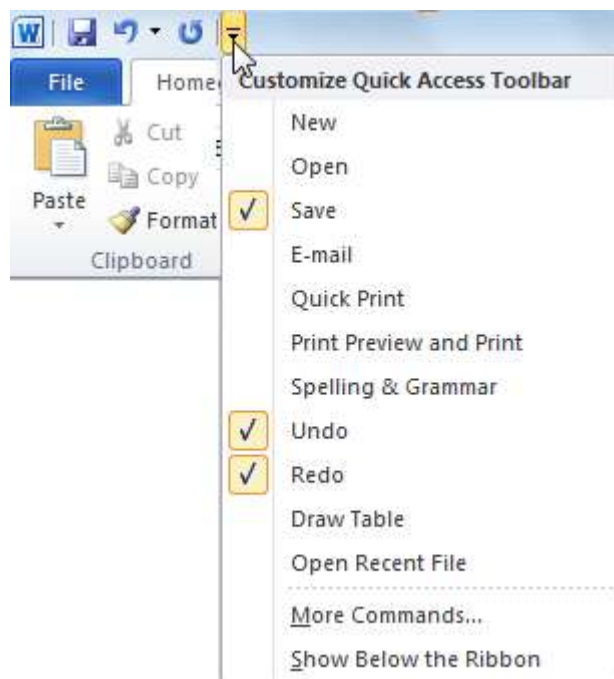 W
File Home Customize Quick Access Toolbar
Cut
Copy
Paste
Format
Clipboard
New
Open
Save
E-mail
Quick Print
Print Preview and Print
Spelling & Grammar
Undo
Redo
Draw Table
Open Recent File
More Commands...
Show Below the Ribbon